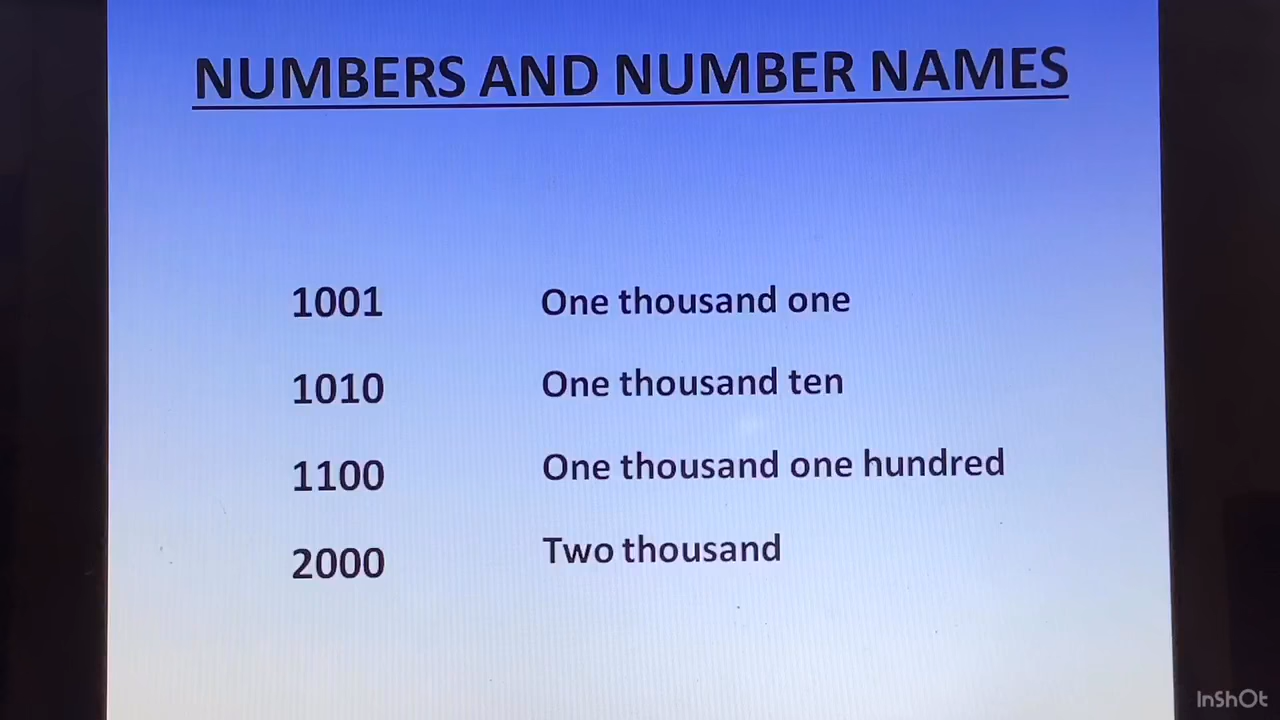 NUMBERS AND NUMBER NAMES
1001 One thousand one
1010 One thousand ten
1100 One thousand one hundred
2000 Two thousand
InShOt